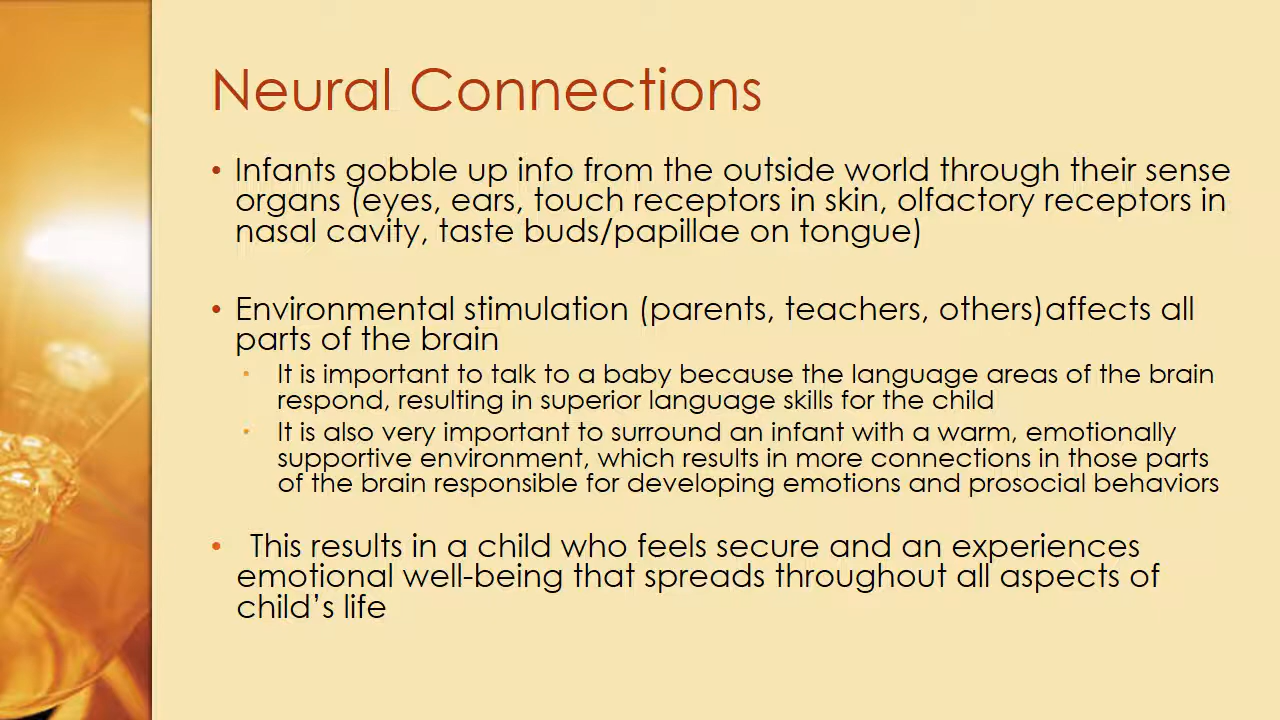 Neural Connections
• Infants gobble up info from the outside world through their sense
organs (eyes, ears, touch receptors in skin, olfactory receptors in
nasal cavity, taste buds/papillae on tongue)
• Environmental stimulation (parents, teachers, others)affects all
parts of the brain
▪ It is important to talk to a baby because the language areas of the brain
respond, resulting in superior language skills for the child
▪ It is also very important to surround an infant with a warm, emotionally
supportive environment, which results in more connections in those parts
of the brain responsible for developing emotions and prosocial behaviors
• This results in a child who feels secure and an experiences
emotional well-being that spreads throughout all aspects of
child’s life